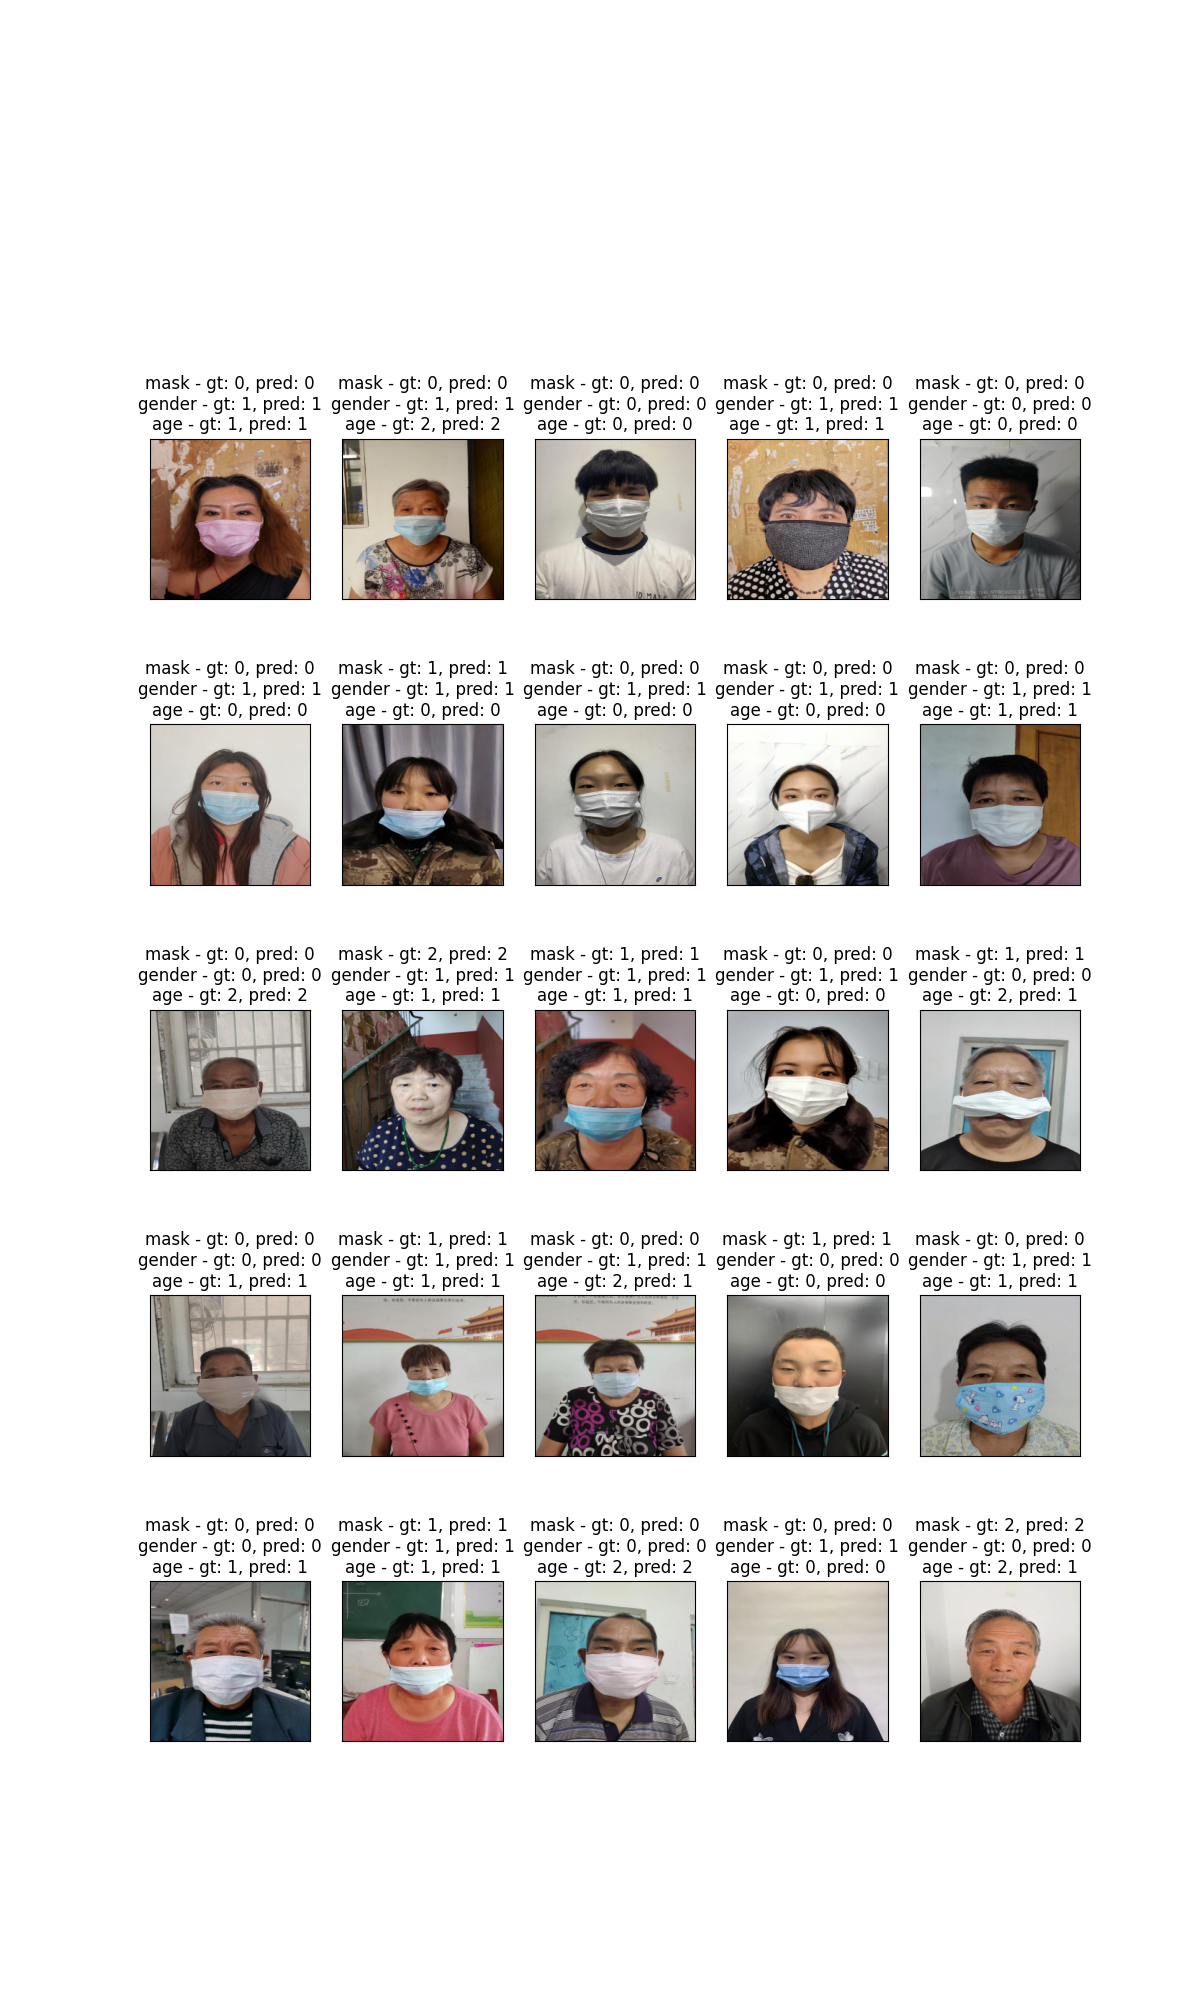 mask - gt: 0, pred: 0
gender - gt: 1, pred: 1
age - gt: 1, pred: 1
mask - gt: 0, pred: 0
gender - gt: 1, pred: 1
age - gt: 2, pred: 2
mask - gt: 0, pred: 0
gender - gt: 0, pred: 0
age - gt: 0, pred: 0
mask - gt: 0, pred: 0
gender - gt: 1, pred: 1
age - gt: 1, pred: 1
mask - gt: 0, pred: 0
gender - gt: 0, pred: 0
age - gt: 0, pred: 0
mask - gt: 0, pred: 0
gender - gt: 1, pred: 1
age - gt: 0, pred: 0
mask - gt: 1, pred: 1
gender - gt: 1, pred: 1
age - gt: 0, pred: 0
mask - gt: 0, pred: 0
gender - gt: 1, pred: 1
age - gt: 0, pred: 0
mask - gt: 0, pred: 0
gender - gt: 1, pred: 1
age - gt: 0, pred: 0
mask - gt: 0, pred: 0
gender - gt: 1, pred: 1
age - gt: 1, pred: 1
mask - gt: 0, pred: 0
gender - gt: 0, pred: 0
age - gt: 2, pred: 2
mask - gt: 2, pred: 2
gender - gt: 1, pred: 1
age - gt: 1, pred: 1
mask - gt: 1, pred: 1
gender - gt: 1, pred: 1
age - gt: 1, pred: 1
mask - gt: 0, pred: 0
gender - gt: 1, pred: 1
age - gt: 0, pred: 0
mask - gt: 1, pred: 1
gender - gt: 0, pred: 0
age - gt: 2, pred: 1
mask - gt: 0, pred: 0
gender - gt: 0, pred: 0
age - gt: 1, pred: 1
mask - gt: 1, pred: 1
gender - gt: 1, pred: 1
age - gt: 1, pred: 1
mask - gt: 0, pred: 0
gender - gt: 1, pred: 1
age - gt: 2, pred: 1
mask - gt: 1, pred: 1
gender - gt: 0, pred: 0
age - gt: 0, pred: 0
mask - gt: 0, pred: 0
gender - gt: 1, pred: 1
age - gt: 1, pred: 1
mask - gt: 0, pred: 0
gender - gt: 0, pred: 0
age - gt: 1, pred: 1
mask - gt: 1, pred: 1
gender - gt: 1, pred: 1
age - gt: 1, pred: 1
mask - gt: 0, pred: 0
gender - gt: 0, pred: 0
age - gt: 2, pred: 2
mask - gt: 0, pred: 0
gender - gt: 1, pred: 1
age - gt: 0, pred: 0
mask - gt: 2, pred: 2
gender - gt: 0, pred: 0
age - gt: 2, pred: 1